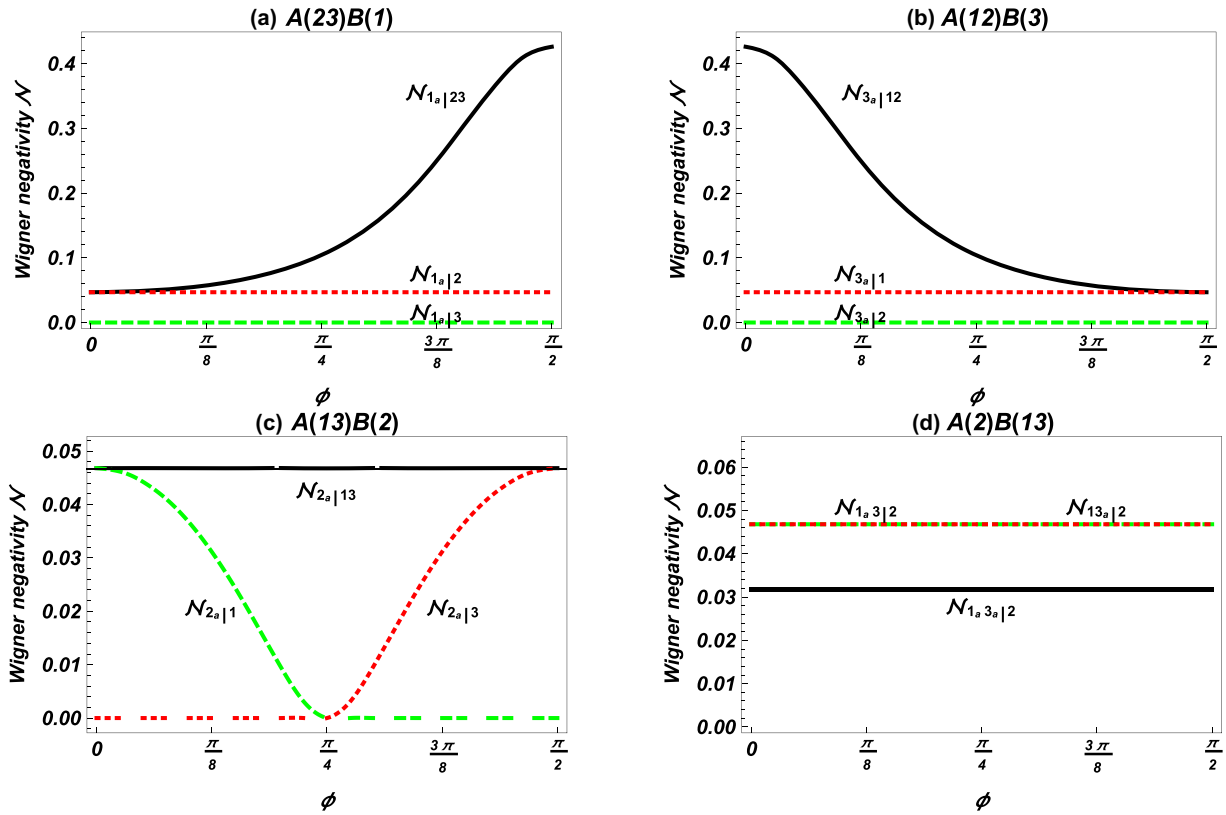 (a) A(23)B(1)
Wigner negativity 𝒩
0.4
0.3
0.2
0.1
0.0
𝒩1ₐ|23
𝒩1ₐ|2
𝒩1ₐ|3
0 π/8 π/4 3π/8 π/2
ϕ
(b) A(12)B(3)
Wigner negativity 𝒩
0.4
0.3
0.2
0.1
0.0
𝒩3ₐ|12
𝒩3ₐ|1
𝒩3ₐ|2
0 π/8 π/4 3π/8 π/2
ϕ
(c) A(13)B(2)
Wigner negativity 𝒩
0.05
0.04
0.03
0.02
0.01
0.00
𝒩2ₐ|13
𝒩2ₐ|1 𝒩2ₐ|3
0 π/8 π/4 3π/8 π/2
ϕ
(d) A(2)B(13)
Wigner negativity 𝒩
0.06
0.05
0.04
0.03
0.02
0.01
0.00
𝒩1ₐ3|2 𝒩13ₐ|2
𝒩1ₐ3ₐ|2
0 π/8 π/4 3π/8 π/2
ϕ